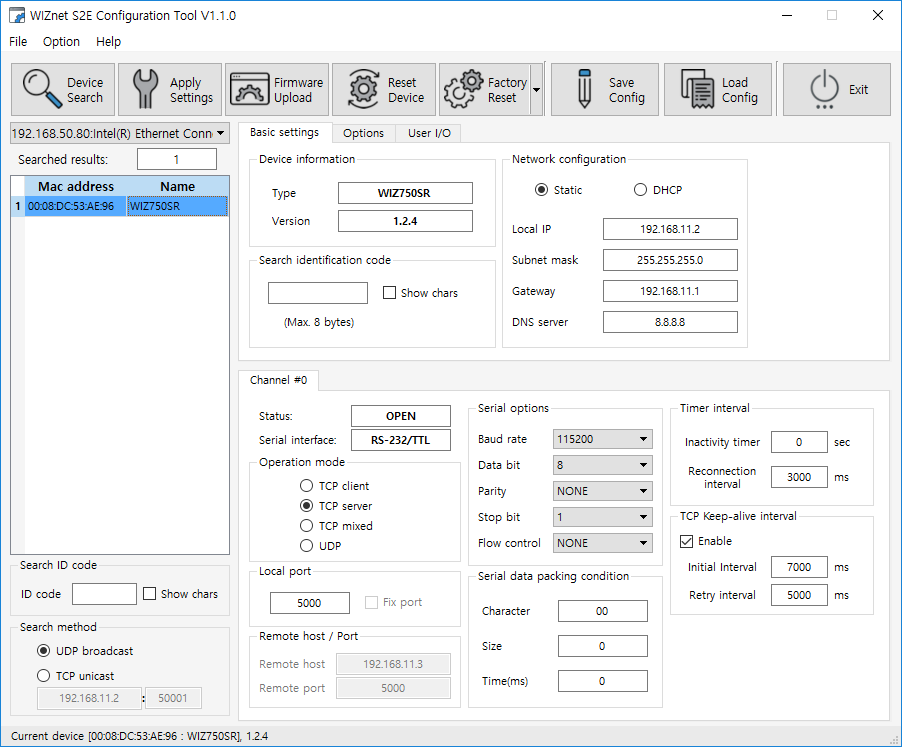 WIZnet S2E Configuration Tool V1.1.0
File Option Help
Device Search
Apply Settings
Firmware Upload
Reset Device
Factory Reset
Save Config
Load Config
Exit
192.168.50.80:Intel(R) Ethernet Conn
Searched results: 1
Mac address Name
1 00:08:DC:53:AE:96 WIZ750SR
Search ID code
ID code Show chars
Search method
UDP broadcast
TCP unicast
192.168.11.2 : 50001
Basic settings Options User I/O
Device information
Type WIZ750SR
Version 1.2.4
Search identification code
Show chars
(Max. 8 bytes)
Network configuration
Static DHCP
Local IP 192.168.11.2
Subnet mask 255.255.255.0
Gateway 192.168.11.1
DNS server 8.8.8.8
Channel #0
Status: OPEN
Serial interface: RS-232/TTL
Operation mode
TCP client
TCP server
TCP mixed
UDP
Local port
5000 Fix port
Remote host / Port
Remote host 192.168.11.3
Remote port 5000
Serial options
Baud rate 115200
Data bit 8
Parity NONE
Stop bit 1
Flow control NONE
Serial data packing condition
Character 00
Size 0
Time(ms) 0
Timer interval
Inactivity timer 0 sec
Reconnection interval 3000 ms
TCP Keep-alive interval
Enable
Initial Interval 7000 ms
Retry interval 5000 ms
Current device [00:08:DC:53:AE:96 : WIZ750SR], 1.2.4